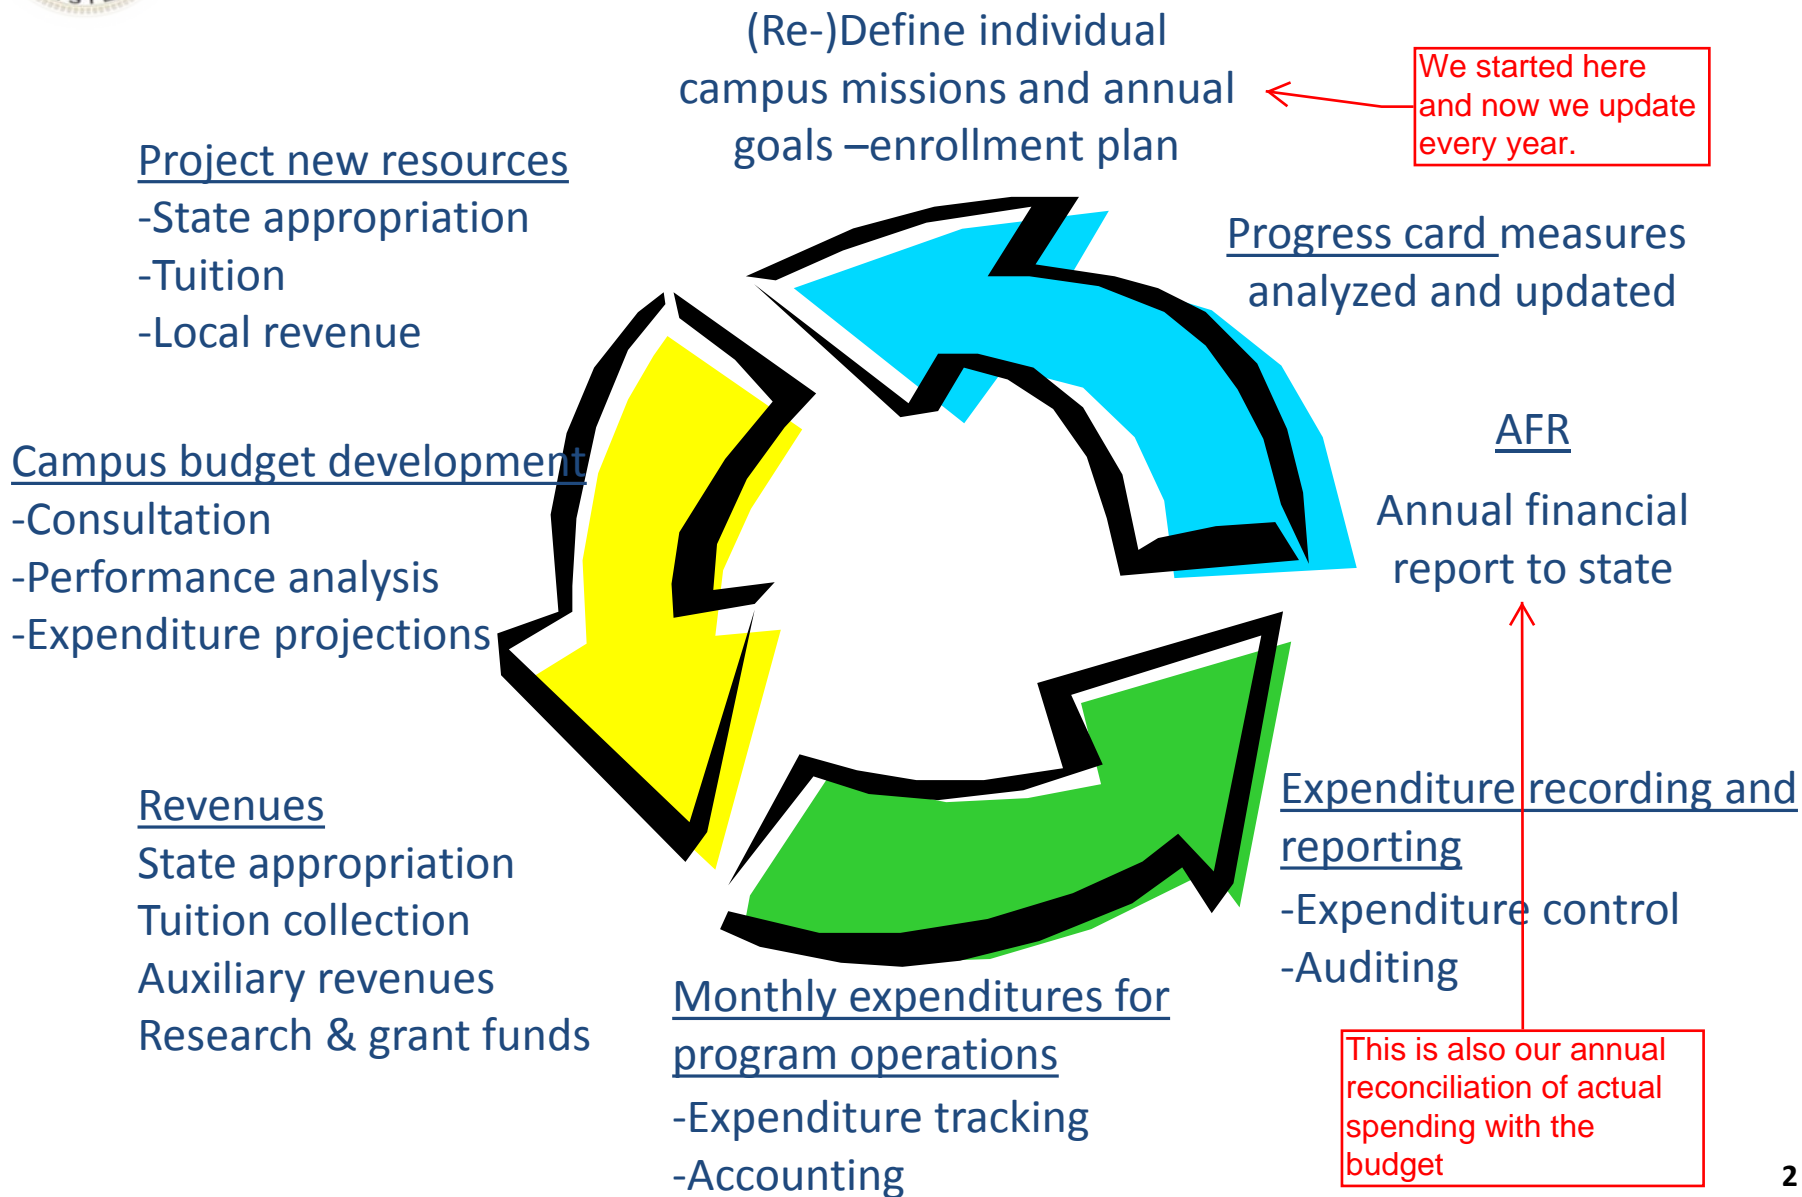 (Re-)Define individual
campus missions and annual
goals –enrollment plan
We started here
and now we update
every year.
Project new resources
-State appropriation
-Tuition
-Local revenue
Progress card measures
analyzed and updated
Campus budget development
-Consultation
-Performance analysis
-Expenditure projections
AFR
Annual financial
report to state
Revenues
State appropriation
Tuition collection
Auxiliary revenues
Research & grant funds
Expenditure recording and
reporting
-Expenditure control
-Auditing
Monthly expenditures for
program operations
-Expenditure tracking
-Accounting
This is also our annual
reconciliation of actual
spending with the
budget
2